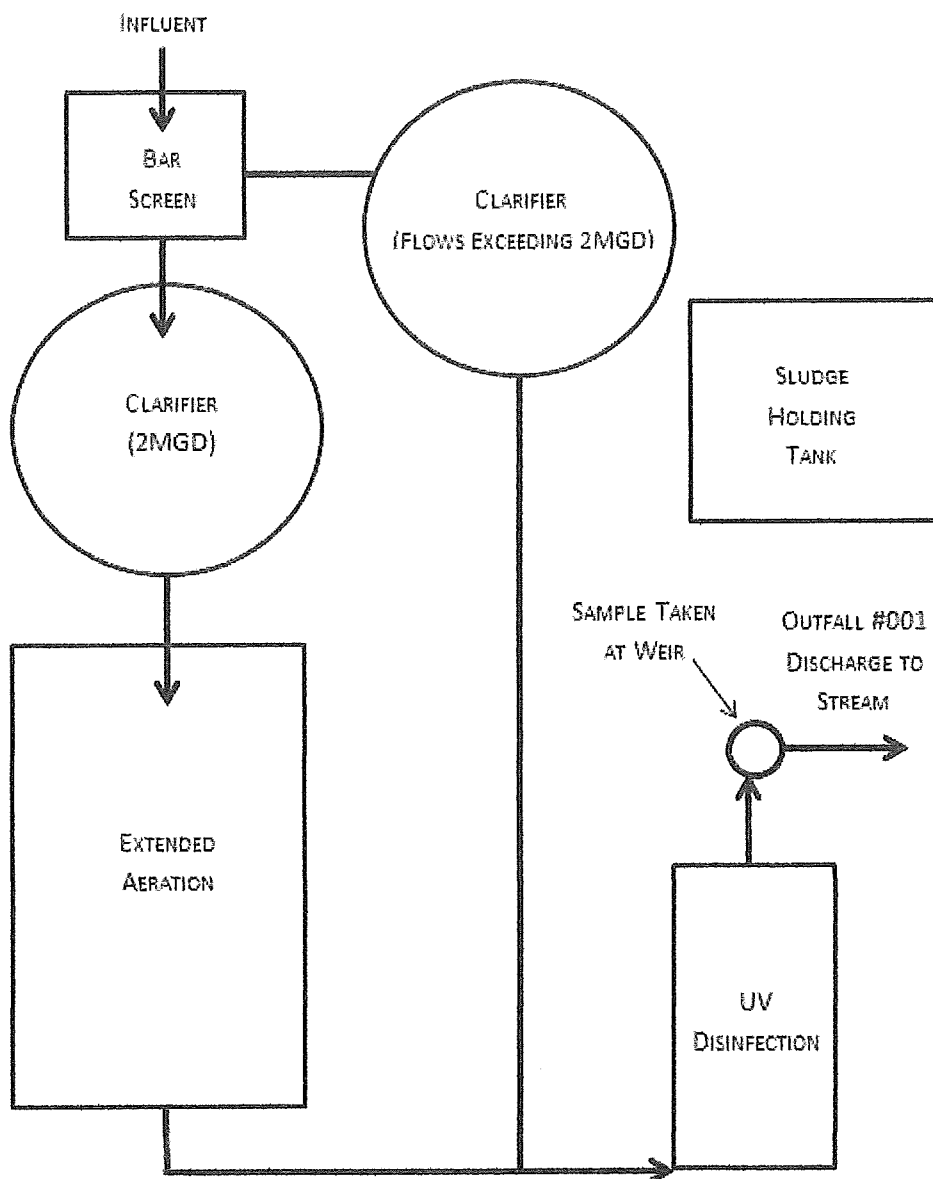 INFLUENT
BAR
SCREEN
CLARIFIER
(FLOWS EXCEEDING 2MGD)
CLARIFIER
(2MGD)
SLUDGE
HOLDING
TANK
SAMPLE TAKEN
AT WEIR
OUTFALL #001
DISCHARGE TO
STREAM
EXTENDED
AERATION
UV
DISINFECTION